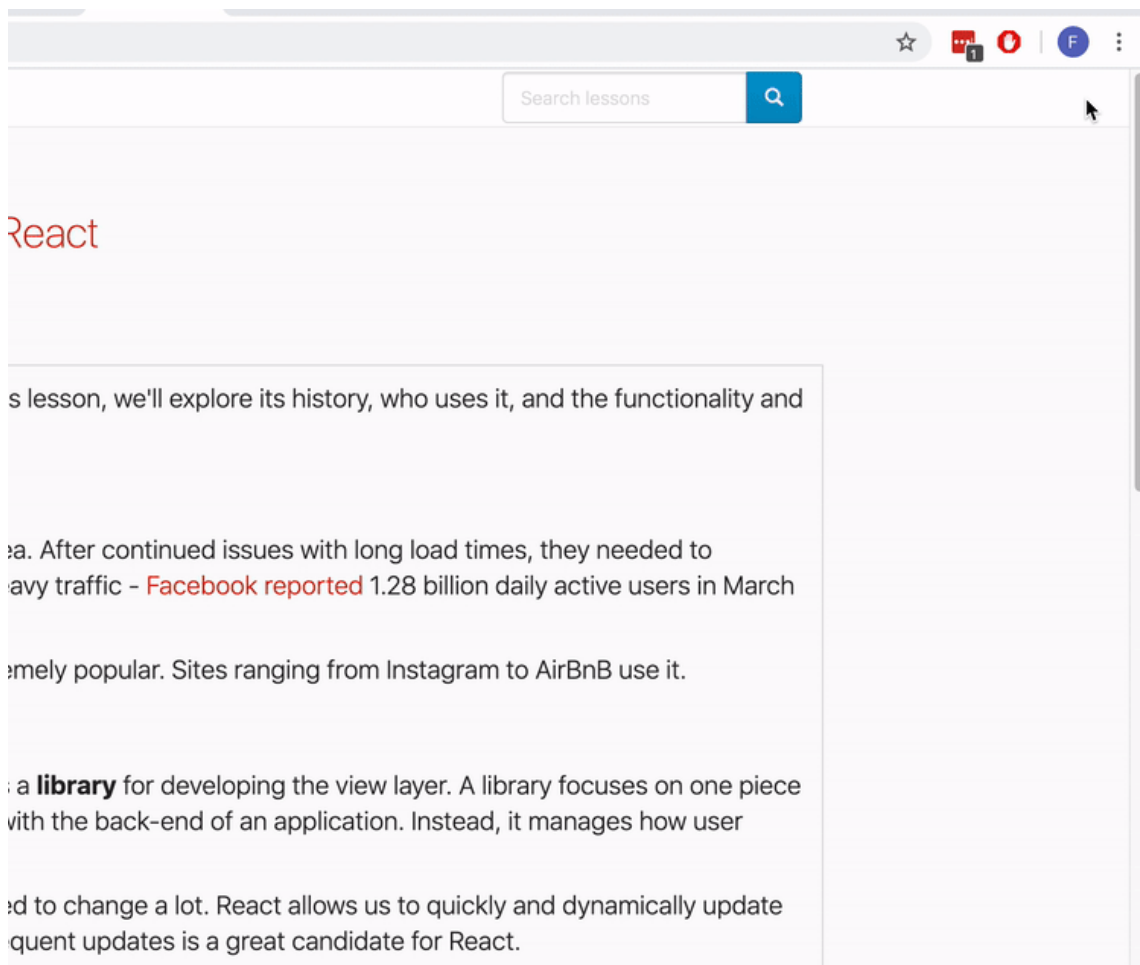 F
1
Search lessons
React
s lesson, we'll explore its history, who uses it, and the functionality and
ea. After continued issues with long load times, they needed to
eavy traffic - Facebook reported 1.28 billion daily active users in March
emely popular. Sites ranging from Instagram to AirBnB use it.
a library for developing the view layer. A library focuses on one piece
with the back-end of an application. Instead, it manages how user
ed to change a lot. React allows us to quickly and dynamically update
quent updates is a great candidate for React.